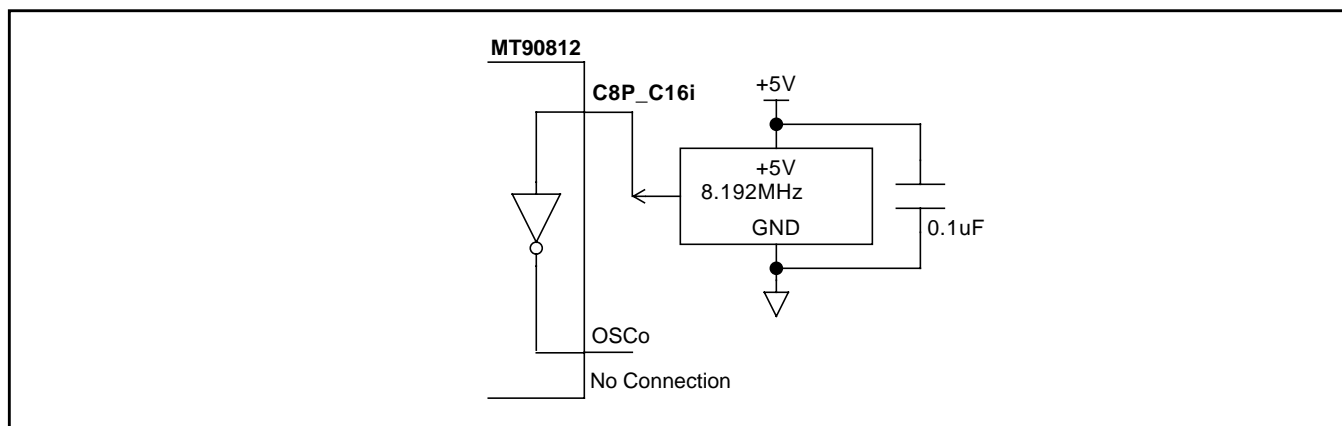 MT90812
C8P_C16i
+5V
+5V
8.192MHz
GND
0.1uF
OSCo
No Connection